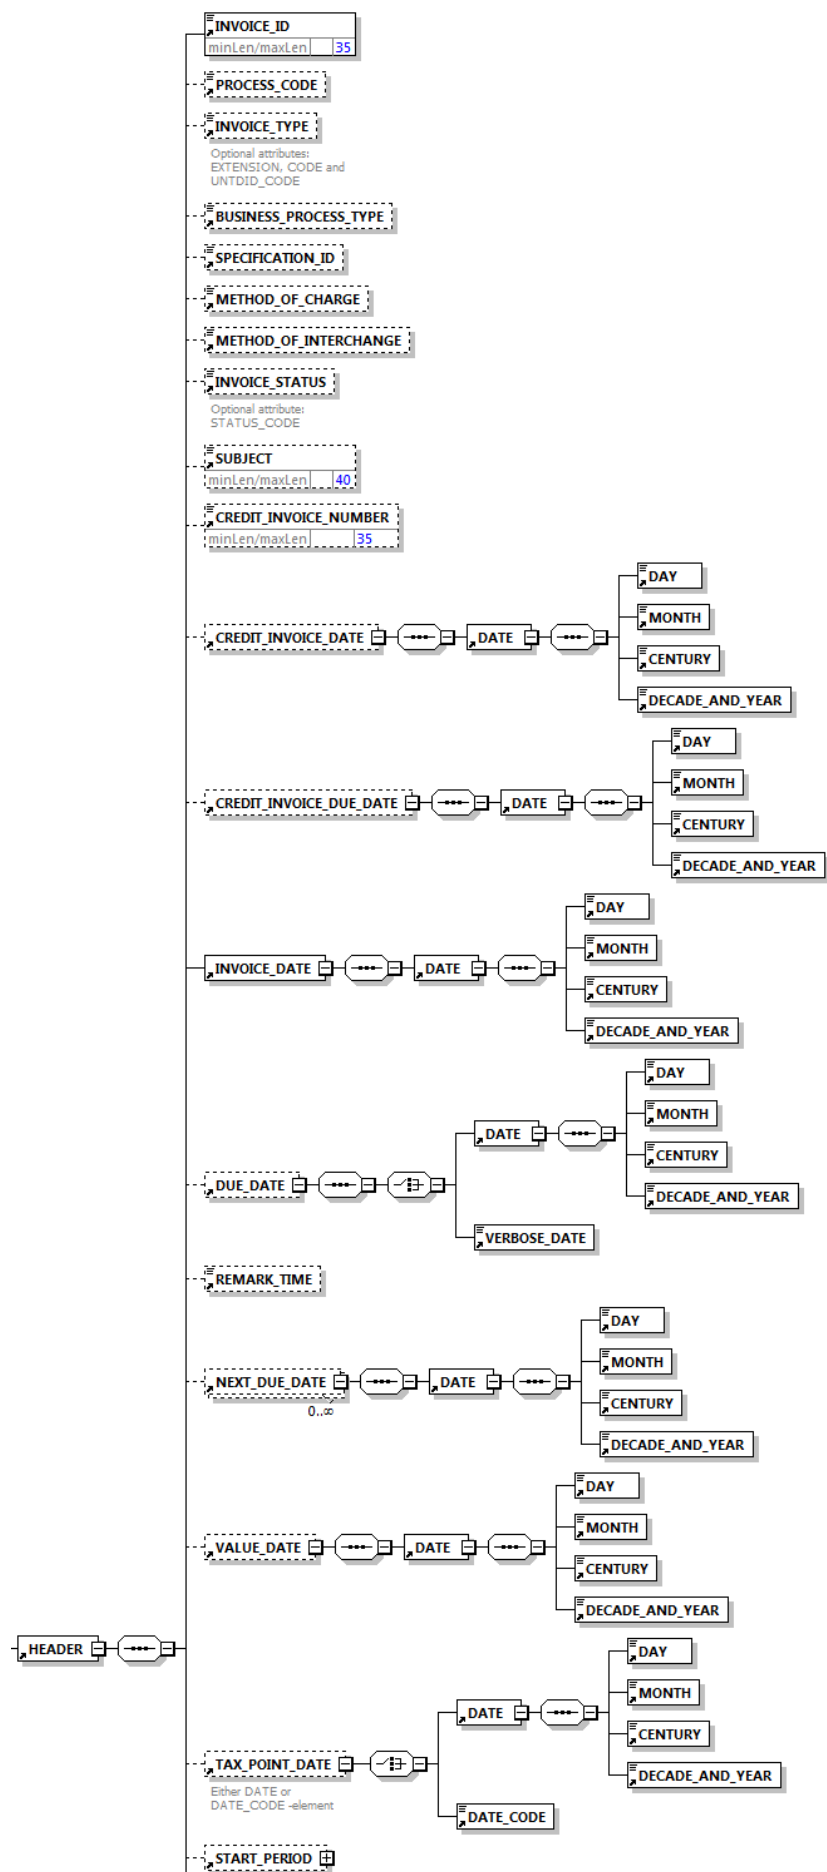 INVOICE_ID
minLen/maxLen 35
PROCESS_CODE
INVOICE_TYPE
Optional attributes:
EXTENSION, CODE and
UNTDID_CODE
BUSINESS_PROCESS_TYPE
SPECIFICATION_ID
METHOD_OF_CHARGE
METHOD_OF_INTERCHANGE
INVOICE_STATUS
Optional attribute:
STATUS_CODE
SUBJECT
minLen/maxLen 40
CREDIT_INVOICE_NUMBER
minLen/maxLen 35
CREDIT_INVOICE_DATE
DATE
DAY
MONTH
CENTURY
DECADE_AND_YEAR
CREDIT_INVOICE_DUE_DATE
DATE
DAY
MONTH
CENTURY
DECADE_AND_YEAR
INVOICE_DATE
DATE
DAY
MONTH
CENTURY
DECADE_AND_YEAR
DUE_DATE
DATE
DAY
MONTH
CENTURY
DECADE_AND_YEAR
VERBOSE_DATE
REMARK_TIME
NEXT_DUE_DATE
0..∞
DATE
DAY
MONTH
CENTURY
DECADE_AND_YEAR
VALUE_DATE
DATE
DAY
MONTH
CENTURY
DECADE_AND_YEAR
HEADER
TAX_POINT_DATE
Either DATE or
DATE_CODE -element
DATE
DAY
MONTH
CENTURY
DECADE_AND_YEAR
DATE_CODE
START_PERIOD